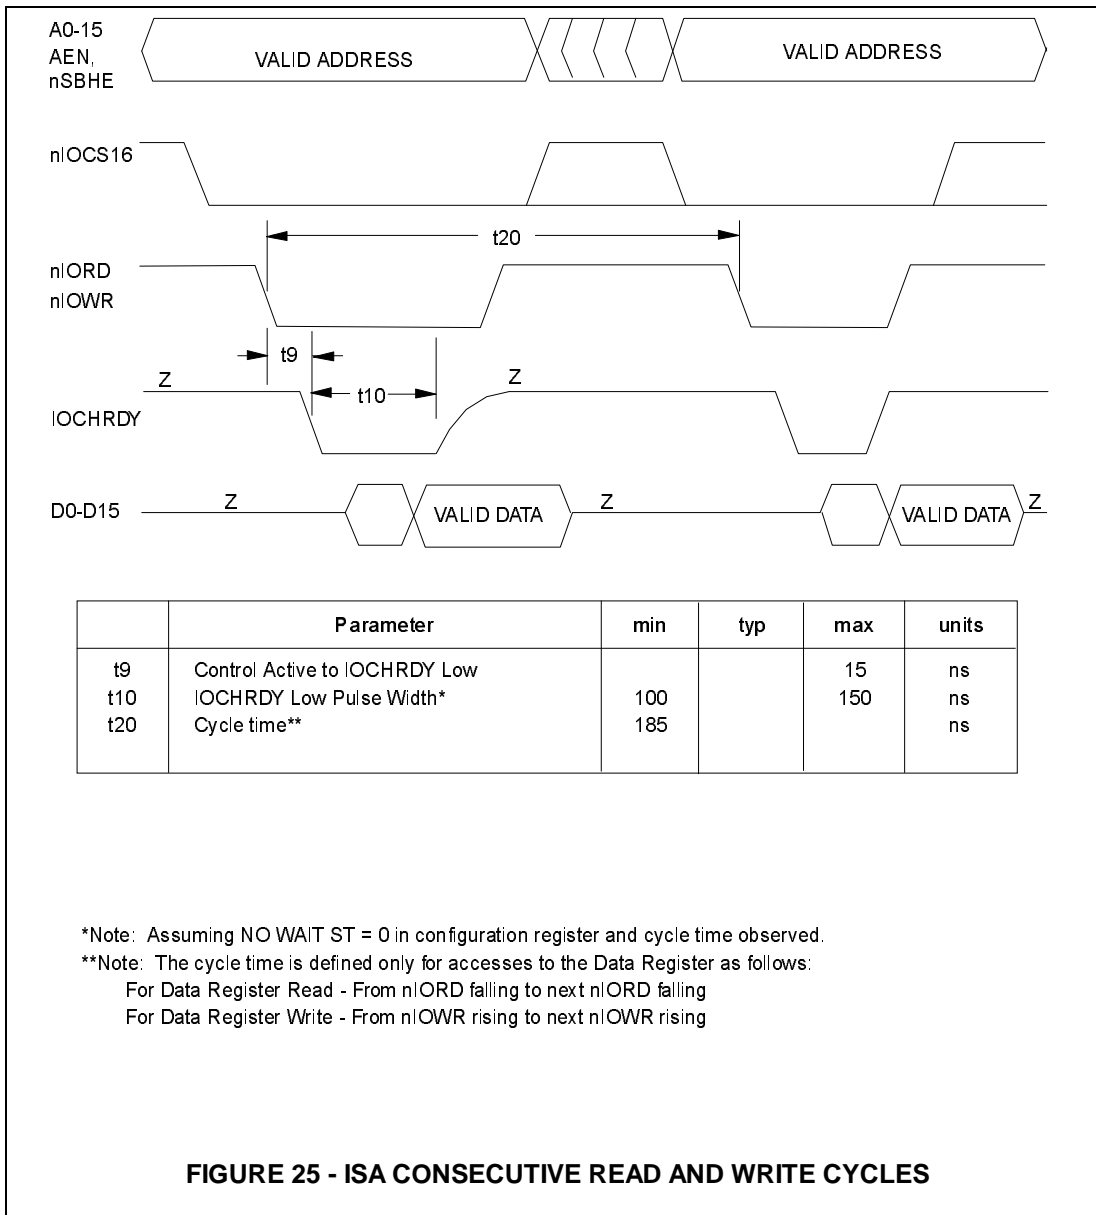 A0-15
AEN,
nSBHE
VALID ADDRESS
VALID ADDRESS
nIOCS16
t20
nIORD
nIOWR
t9
Z
t10
Z
IOCHRDY
D0-D15
Z
VALID DATA
Z
VALID DATA
Z
Parameter min typ max units
t9 Control Active to IOCHRDY Low 15 ns
t10 IOCHRDY Low Pulse Width* 100 150 ns
t20 Cycle time** 185 ns
*Note: Assuming NO WAIT ST = 0 in configuration register and cycle time observed.
**Note: The cycle time is defined only for accesses to the Data Register as follows:
For Data Register Read - From nIORD falling to next nIORD falling
For Data Register Write - From nIOWR rising to next nIOWR rising
FIGURE 25 - ISA CONSECUTIVE READ AND WRITE CYCLES